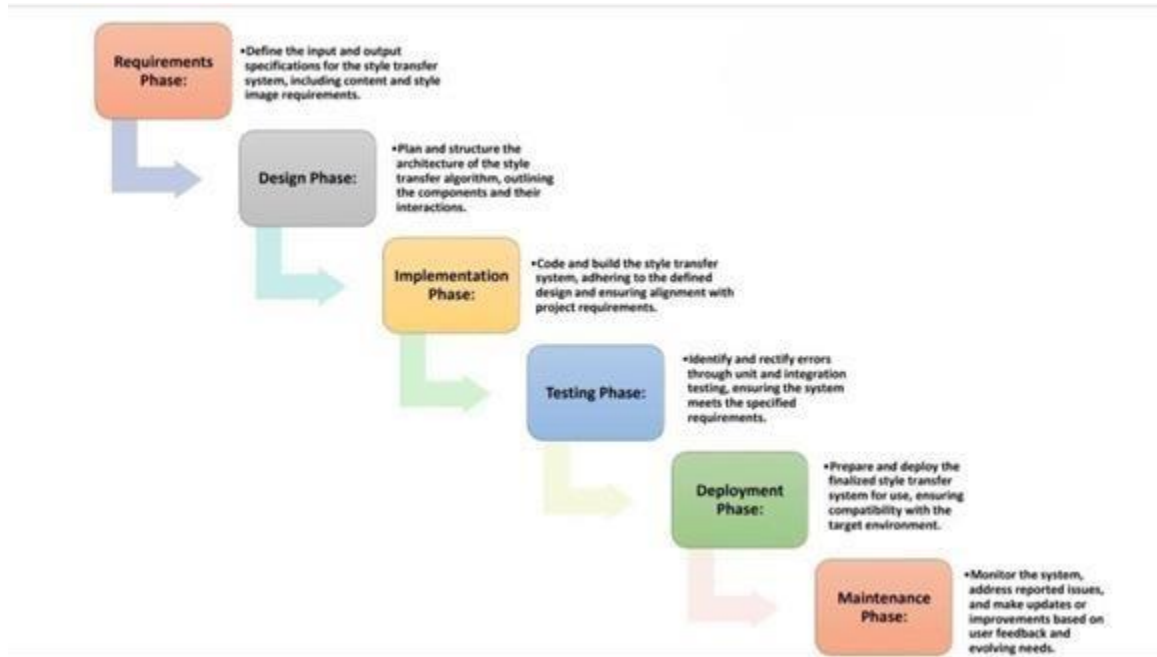 Requirements
Phase:
•Define the input and output
specifications for the style transfer
system, including content and style
image requirements.
Design Phase:
•Plan and structure the
architecture of the style
transfer algorithm, outlining
the components and their
interactions.
Implementation
Phase:
•Code and build the style transfer
system, adhering to the defined
design and ensuring alignment with
project requirements.
Testing Phase:
•Identify and rectify errors
through unit and integration
testing, ensuring the system
meets the specified
requirements.
Deployment
Phase:
•Prepare and deploy the
finalized style transfer
system for use, ensuring
compatibility with the
target environment.
Maintenance
Phase:
•Monitor the system,
address reported issues,
and make updates or
improvements based on
user feedback and
evolving needs.